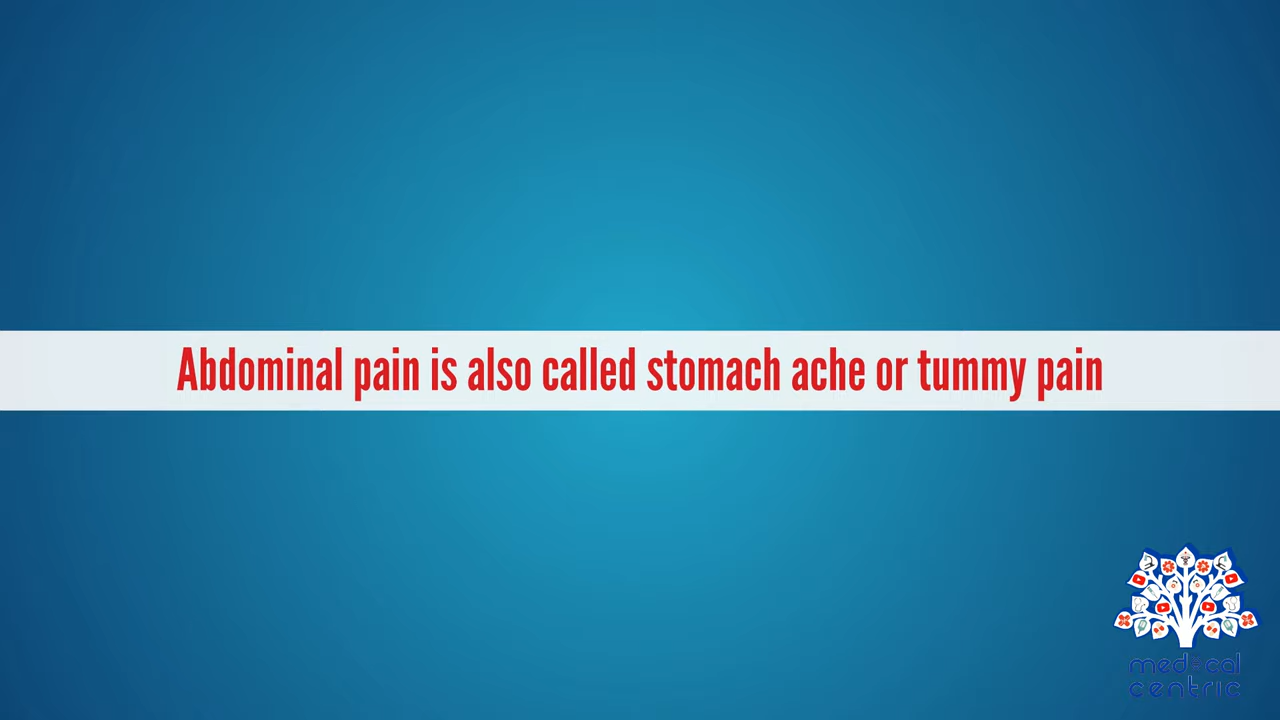 Abdominal pain is also called stomach ache or tummy pain
medical
centric